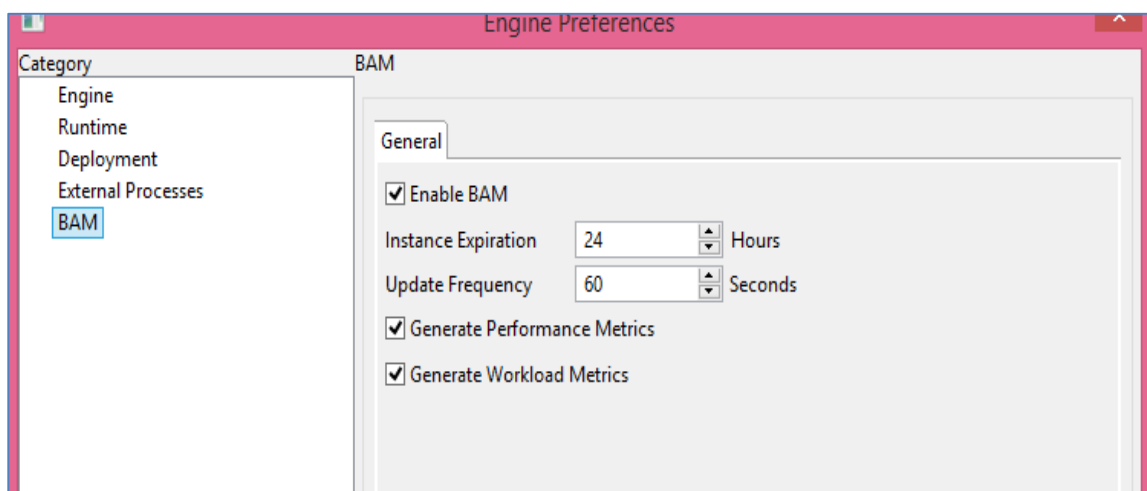 Engine Preferences
Category
Engine
Runtime
Deployment
External Processes
BAM
BAM
General
Enable BAM
Instance Expiration 24 Hours
Update Frequency 60 Seconds
Generate Performance Metrics
Generate Workload Metrics